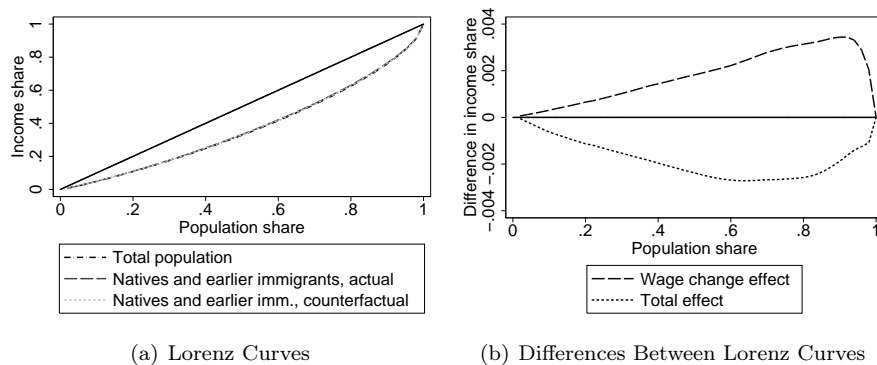 Income share
0 .2 .4 .6 .8 1
0 .2 .4 .6 .8 1
Population share
Total population
Natives and earlier immigrants, actual
Natives and earlier imm., counterfactual
(a) Lorenz Curves
Difference in income share
-.004 -.002 0 .002 .004
0 .2 .4 .6 .8 1
Population share
Wage change effect
Total effect
(b) Differences Between Lorenz Curves